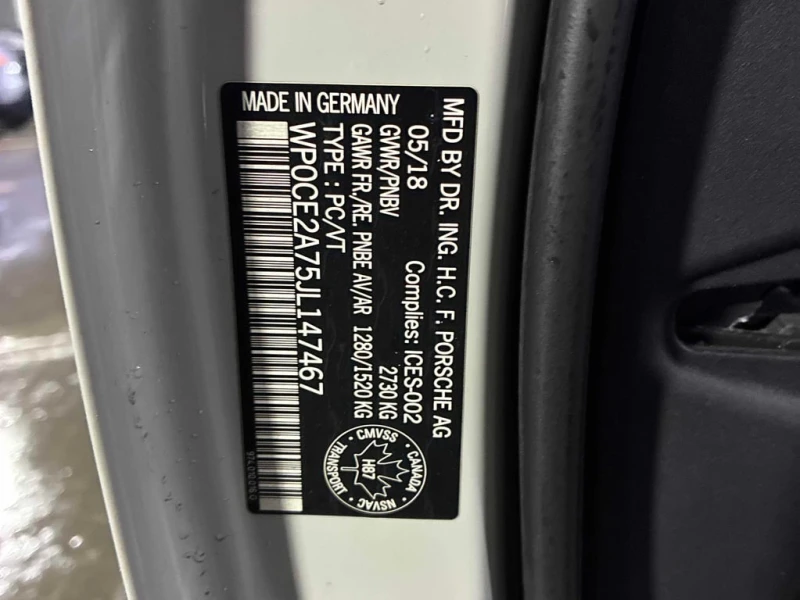 MFD BY DR. ING. H.C. F. PORSCHE AG
05/18 Complies: ICES-002
GVWR/PNBV 2730 KG
GAWR FR./RE. PNBE AV/AR 1280/1520 KG
TYPE : PC/VT
WP0CE2A75JL147467
MADE IN GERMANY
CMVSS · CANADA · NSVAC · TRANSPORT
H87